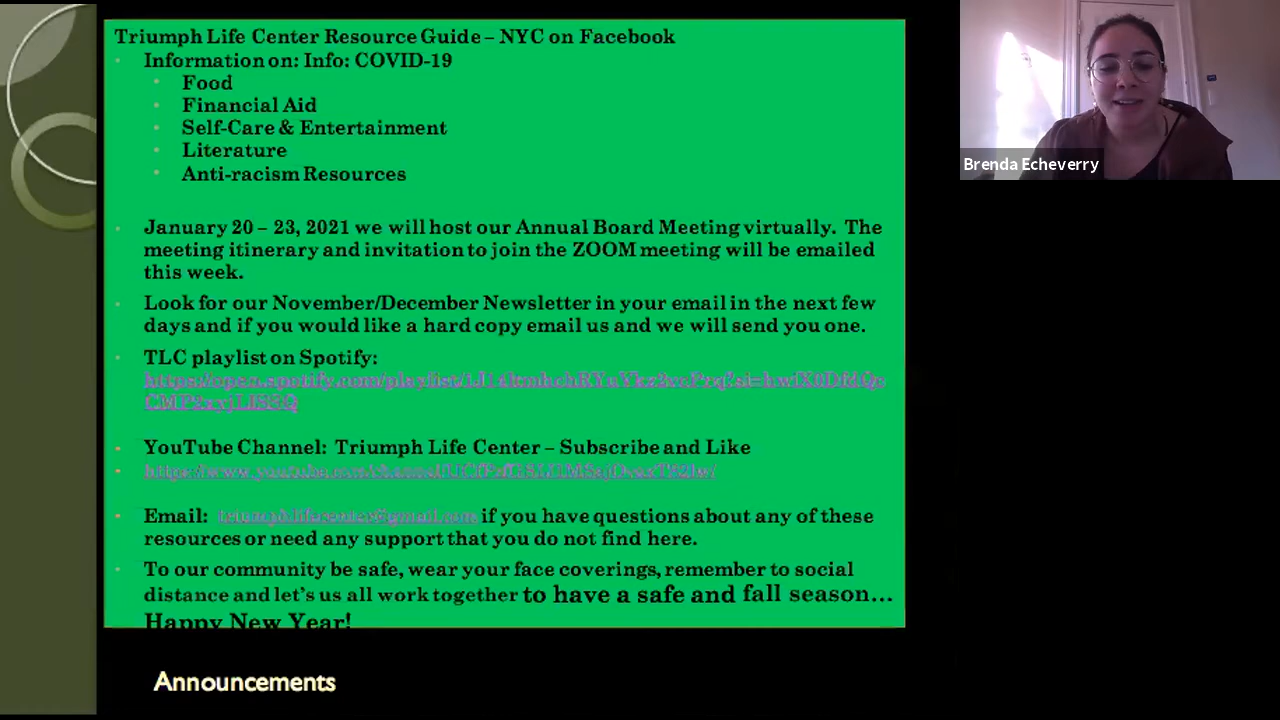 Triumph Life Center Resource Guide – NYC on Facebook
Information on: Info: COVID-19
Food
Financial Aid
Self-Care & Entertainment
Literature
Anti-racism Resources
January 20 – 23, 2021 we will host our Annual Board Meeting virtually. The
meeting itinerary and invitation to join the ZOOM meeting will be emailed
this week.
Look for our November/December Newsletter in your email in the next few
days and if you would like a hard copy email us and we will send you one.
TLC playlist on Spotify:
YouTube Channel: Triumph Life Center – Subscribe and Like
Email: triumphlifecenter@gmail.com if you have questions about any of these
resources or need any support that you do not find here.
To our community be safe, wear your face coverings, remember to social
distance and let's us all work together to have a safe and fall season…
Happy New Year!
Announcements
Brenda Echeverry